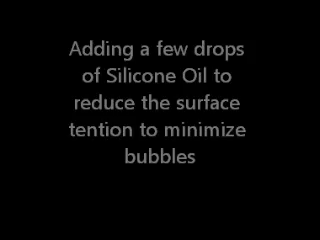 Adding a few drops
of Silicone Oil to
reduce the surface
tention to minimize
bubbles